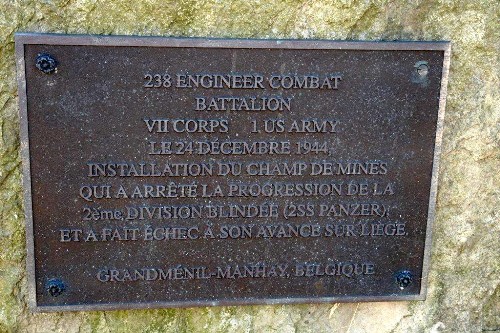 238 ENGINEER COMBAT
BATTALION
VII CORPS 1 US ARMY
LE 24 DÉCEMBRE 1944,
INSTALLATION DU CHAMP DE MINES
QUI A ARRÊTÉ LA PROGRESSION DE LA
2ème DIVISION BLINDÉE (2SS PANZER)
ET A FAIT ÉCHEC À SON AVANCE SUR LIÈGE.
GRANDMÉNIL-MANHAY, BELGIQUE